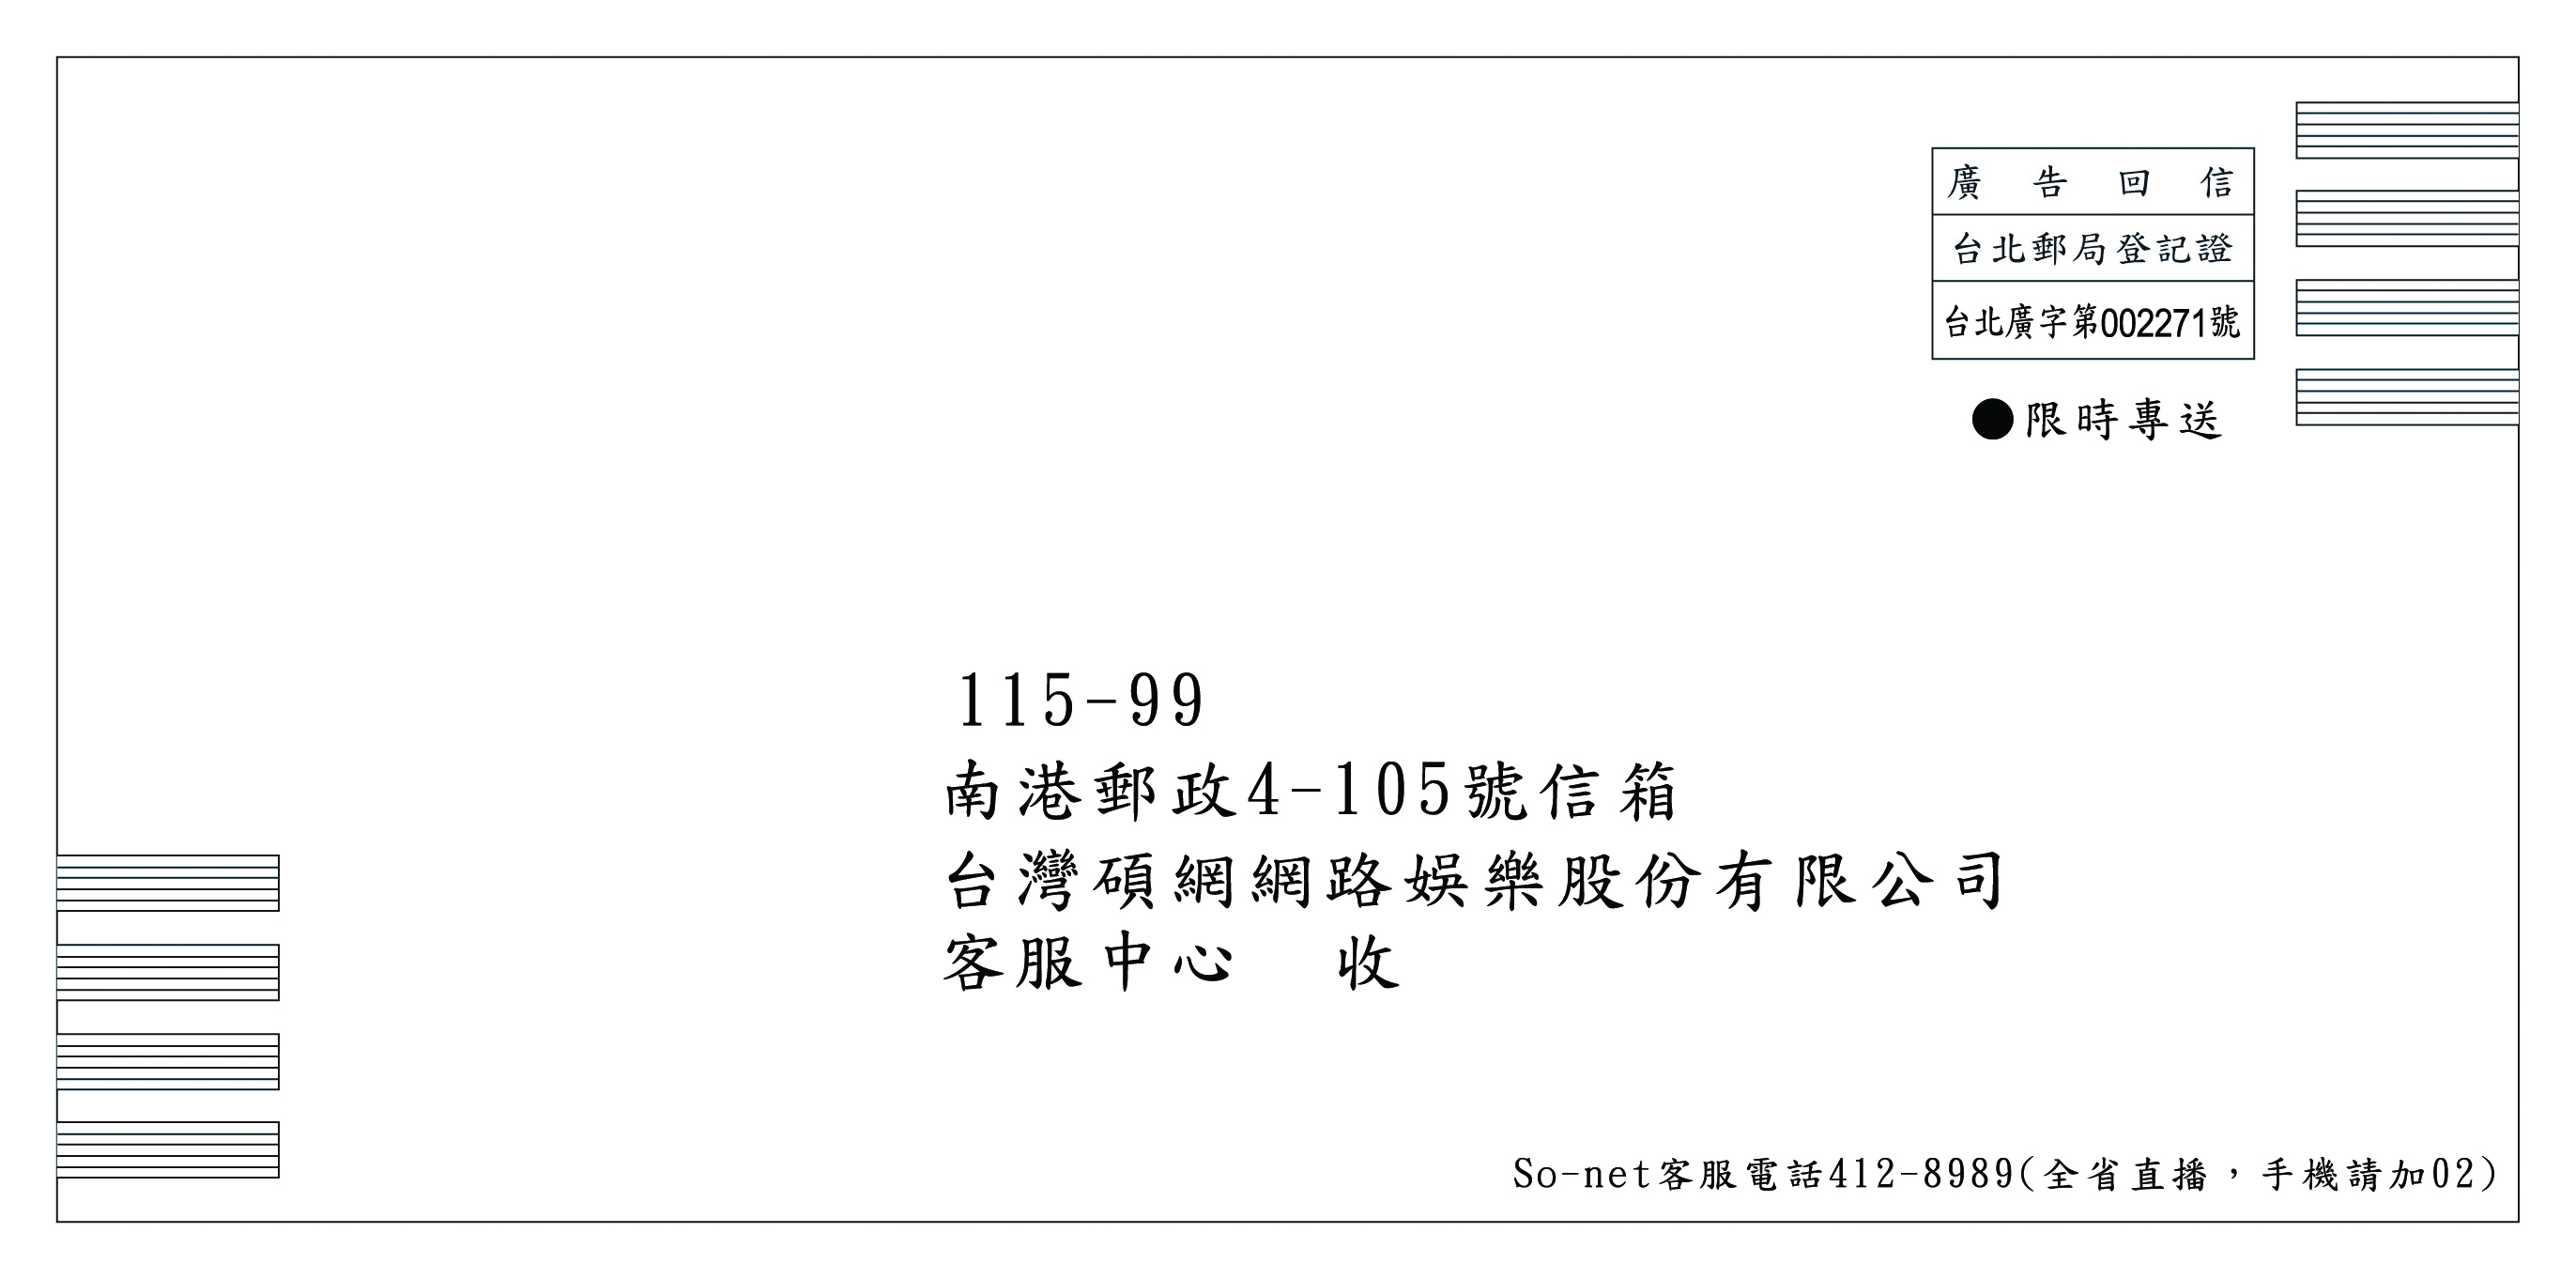 廣告回信
台北郵局登記證
台北廣字第002271號
●限時專送
115-99
南港郵政4-105號信箱
台灣碩網網路娛樂股份有限公司
客服中心　收
So-net客服電話412-8989(全省直播，手機請加02)